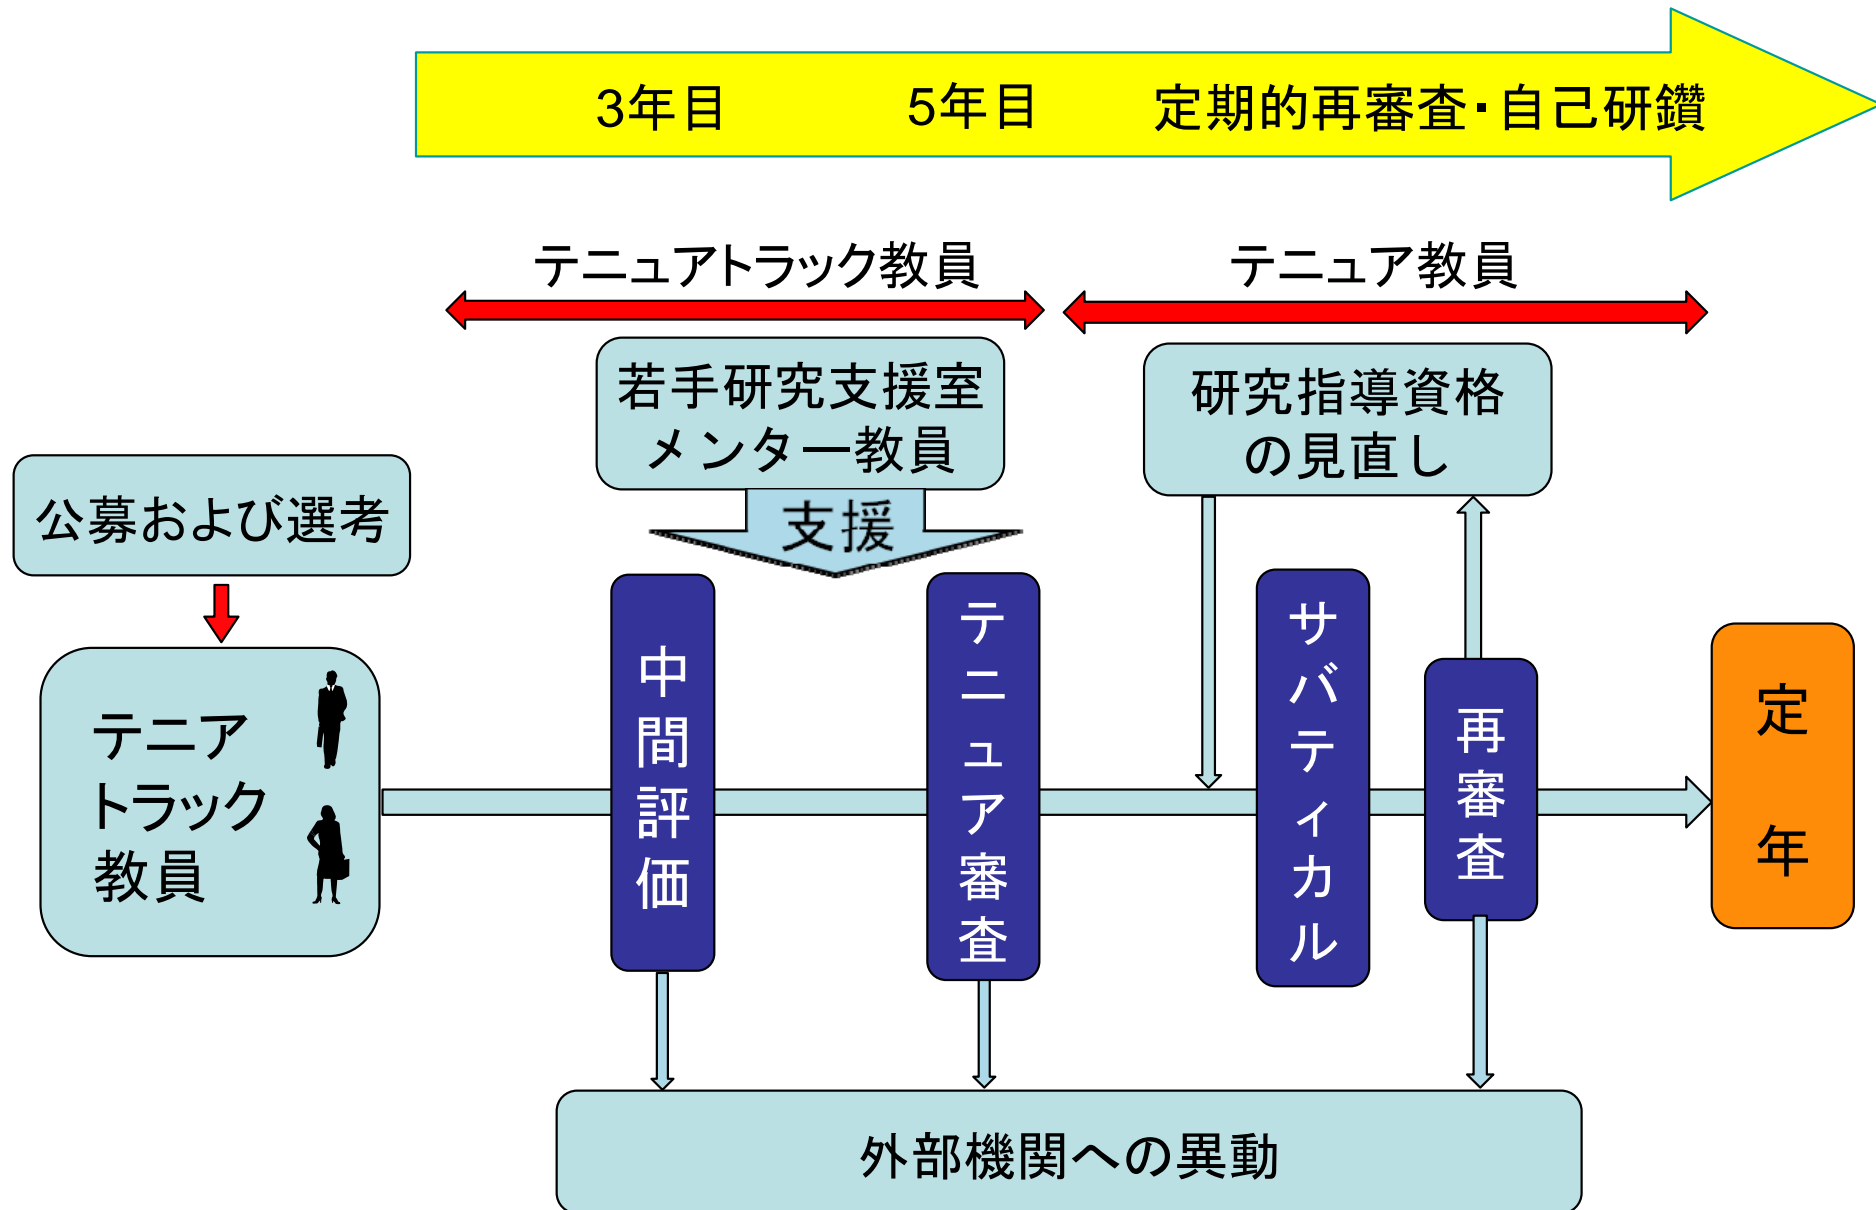 3年目 5年目 定期的再審査・自己研鑽
テニュアトラック教員 テニュア教員
若手研究支援室
メンター教員
支援
研究指導資格
の見直し
公募および選考
テニア
トラック
教員
中間評価
テニュア審査
サバティカル
再審査
定年
外部機関への異動